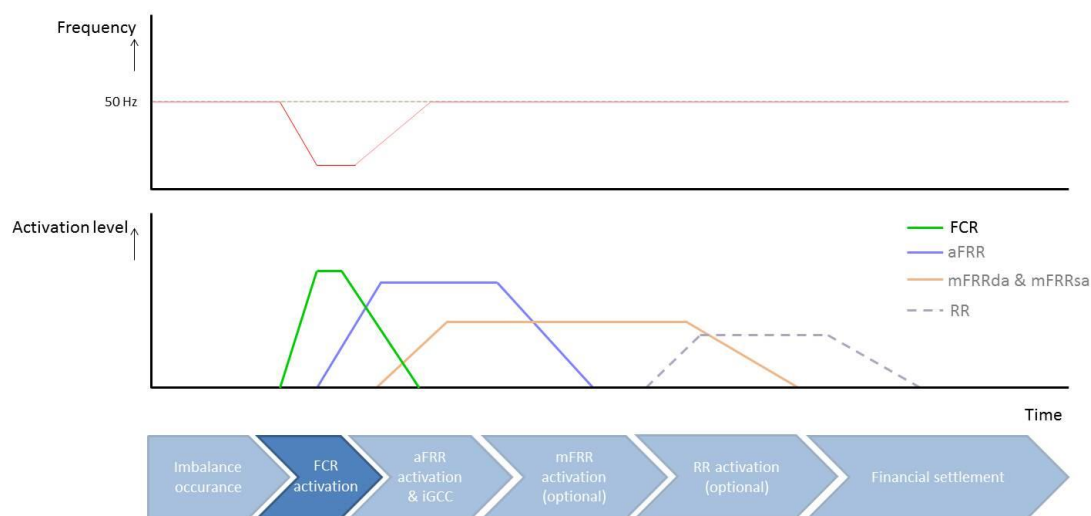 Frequency
50 Hz
Activation level
FCR
aFRR
mFRRda & mFRRsa
RR
Time
Imbalance
occurance
FCR
activation
aFRR
activation
& iGCC
mFRR
activation
(optional)
RR activation
(optional)
Financial settlement